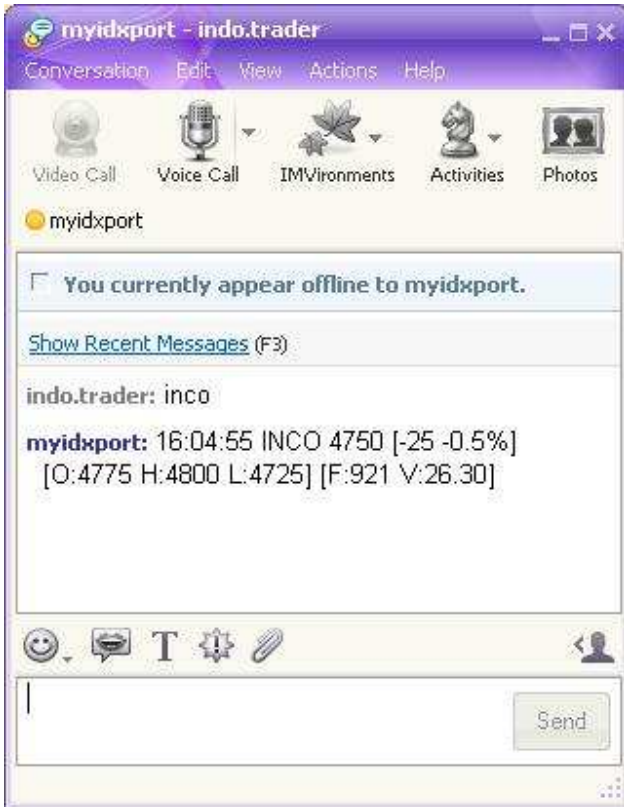 myidxport - indo.trader
Conversation Edit View Actions Help
Video Call Voice Call IMVironments Activities Photos
myidxport
You currently appear offline to myidxport.
Show Recent Messages (F3)
indo.trader: inco
myidxport: 16:04:55 INCO 4750 [-25 -0.5%]
[O:4775 H:4800 L:4725] [F:921 V:26.30]
T
Send